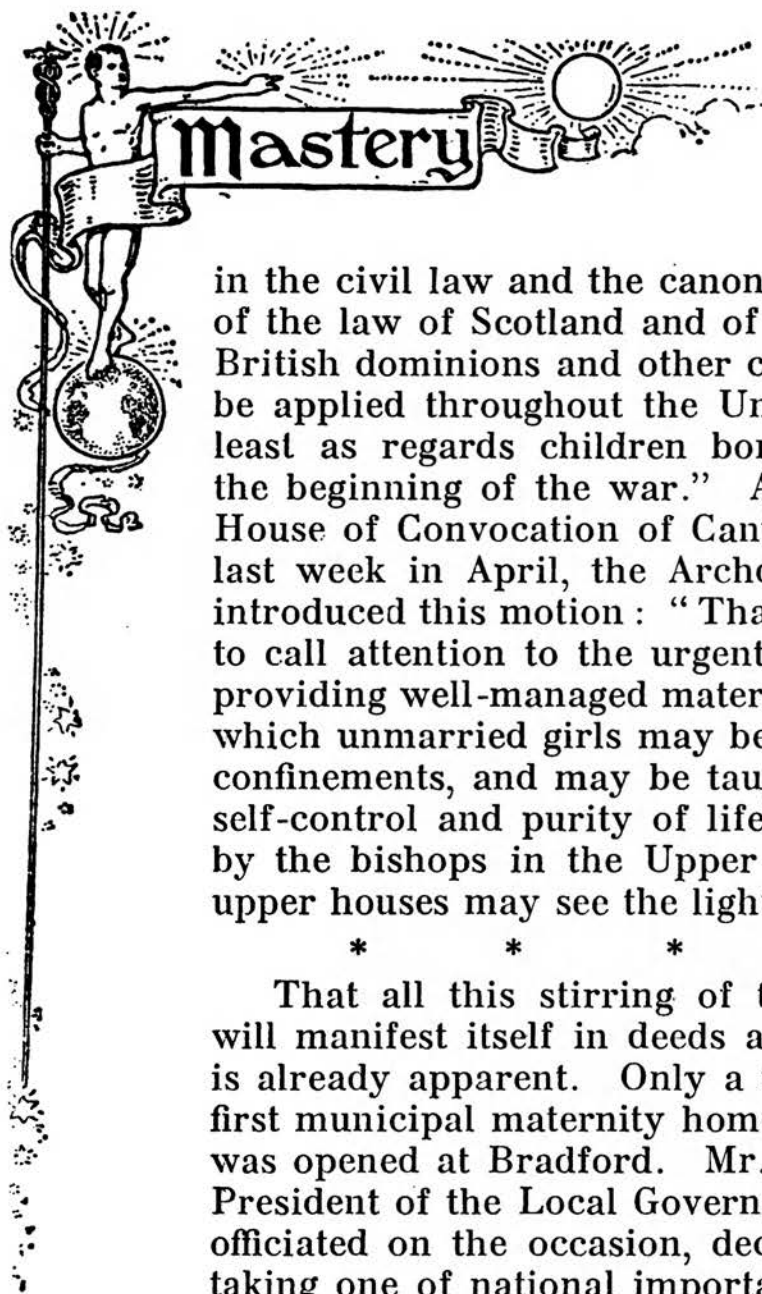 Mastery
in the civil law and the canon
of the law of Scotland and of
British dominions and other c
be applied throughout the Un
least as regards children bor
the beginning of the war." A
House of Convocation of Can
last week in April, the Archd
introduced this motion : " Tha
to call attention to the urgent
providing well-managed mater
which unmarried girls may be
confinements, and may be tau
self-control and purity of life
by the bishops in the Upper
upper houses may see the ligh
* * *
That all this stirring of t
will manifest itself in deeds a
is already apparent. Only a
first municipal maternity hom
was opened at Bradford. Mr.
President of the Local Govern
officiated on the occasion, dec
taking one of national importa